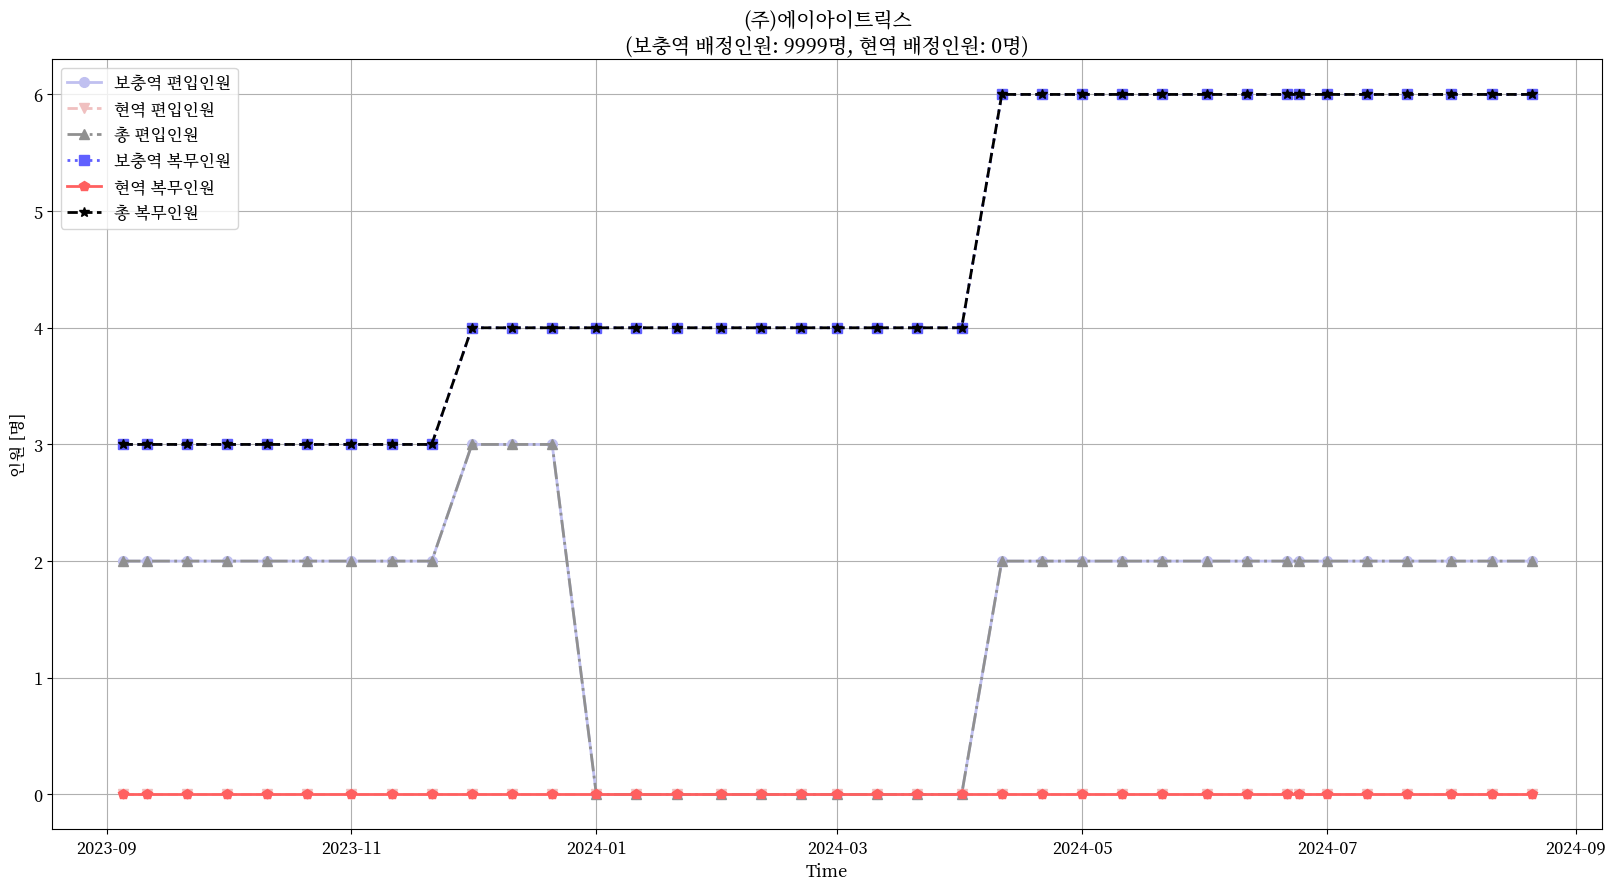 (주)에이아이트릭스
(보충역 배정인원: 9999명, 현역 배정인원: 0명)
보충역 편입인원
현역 편입인원
총 편입인원
보충역 복무인원
현역 복무인원
총 복무인원
인원 [명]
6
5
4
3
2
1
0
2023-09 2023-11 2024-01 2024-03 2024-05 2024-07 2024-09
Time